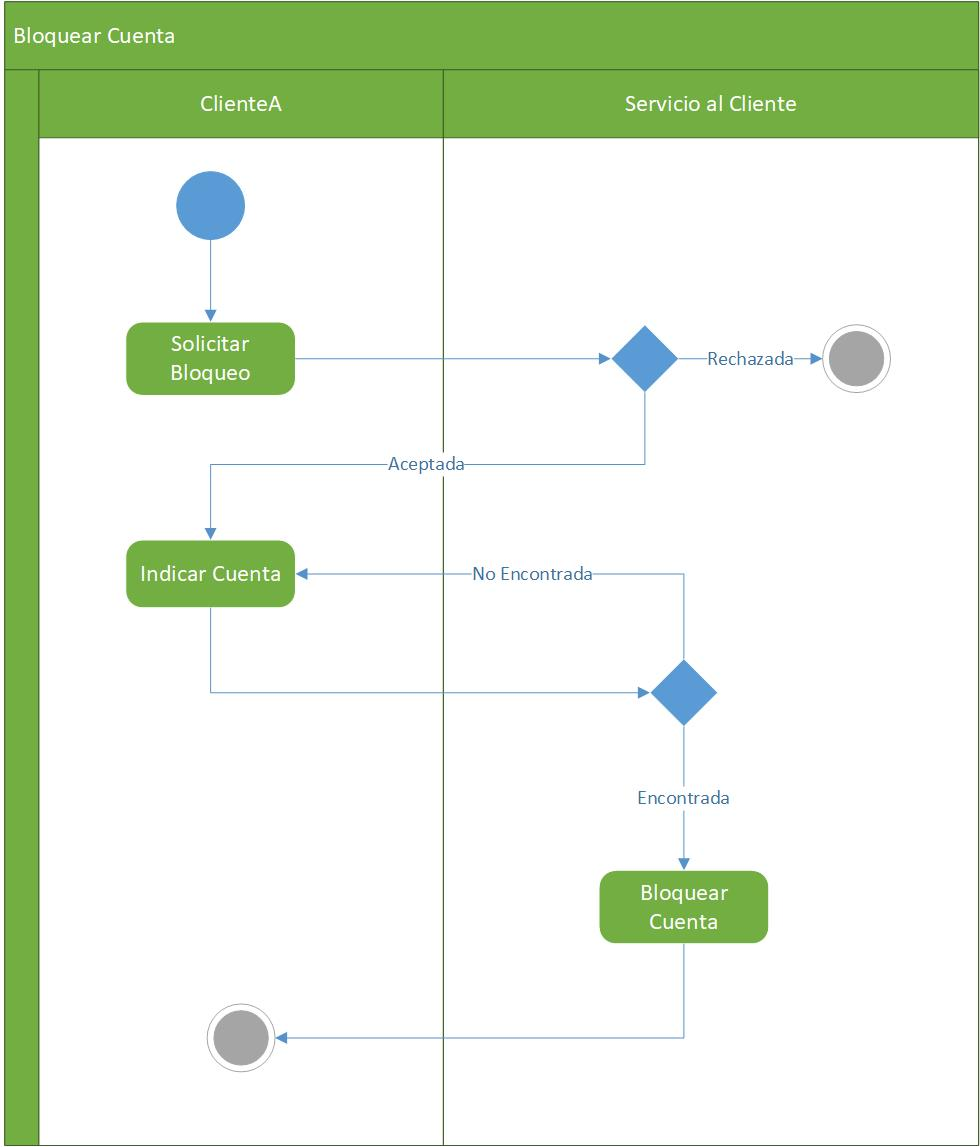 Bloquear Cuenta
ClienteA
Servicio al Cliente
Solicitar
Bloqueo
Rechazada
Aceptada
Indicar Cuenta
No Encontrada
Encontrada
Bloquear
Cuenta